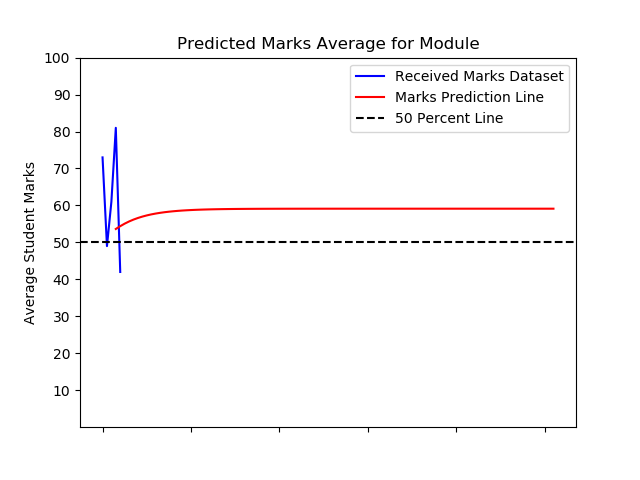 Predicted Marks Average for Module
Received Marks Dataset
Marks Prediction Line
50 Percent Line
Average Student Marks
100
90
80
70
60
50
40
30
20
10